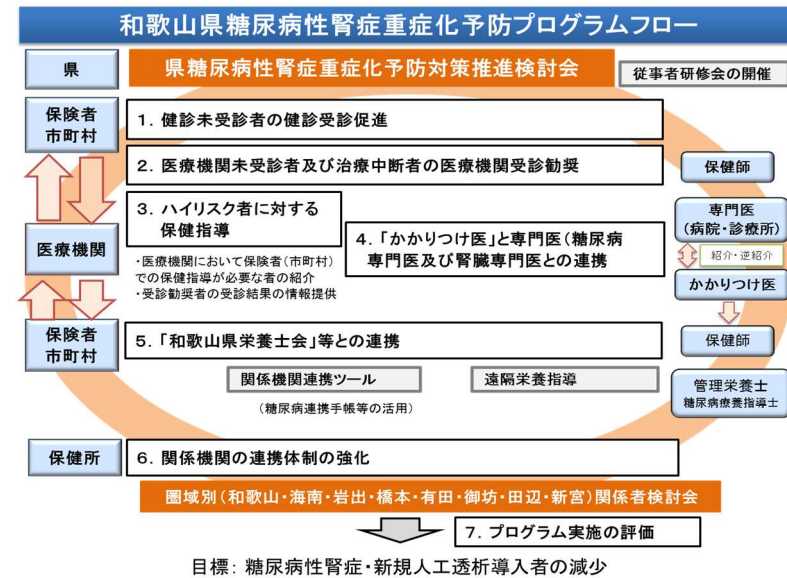 和歌山県糖尿病性腎症重症化予防プログラムフロー
県
県糖尿病性腎症重症化予防対策推進検討会
従事者研修会の開催
保険者
市町村
1. 健診未受診者の健診受診促進
2. 医療機関未受診者及び治療中断者の医療機関受診勧奨
保健師
3. ハイリスク者に対する
保健指導
医療機関
・医療機関において保険者(市町村)
での保健指導が必要な者の紹介
・受診勧奨者の受診結果の情報提供
4. 「かかりつけ医」と専門医(糖尿病
専門医及び腎臓専門医との連携
専門医
(病院・診療所)
紹介・逆紹介
かかりつけ医
保険者
市町村
5. 「和歌山県栄養士会」等との連携
保健師
関係機関連携ツール
遠隔栄養指導
(糖尿病連携手帳等の活用)
管理栄養士
糖尿病療養指導士
保健所
6. 関係機関の連携体制の強化
圏域別(和歌山・海南・岩出・橋本・有田・御坊・田辺・新宮)関係者検討会
7. プログラム実施の評価
目標: 糖尿病性腎症・新規人工透析導入者の減少